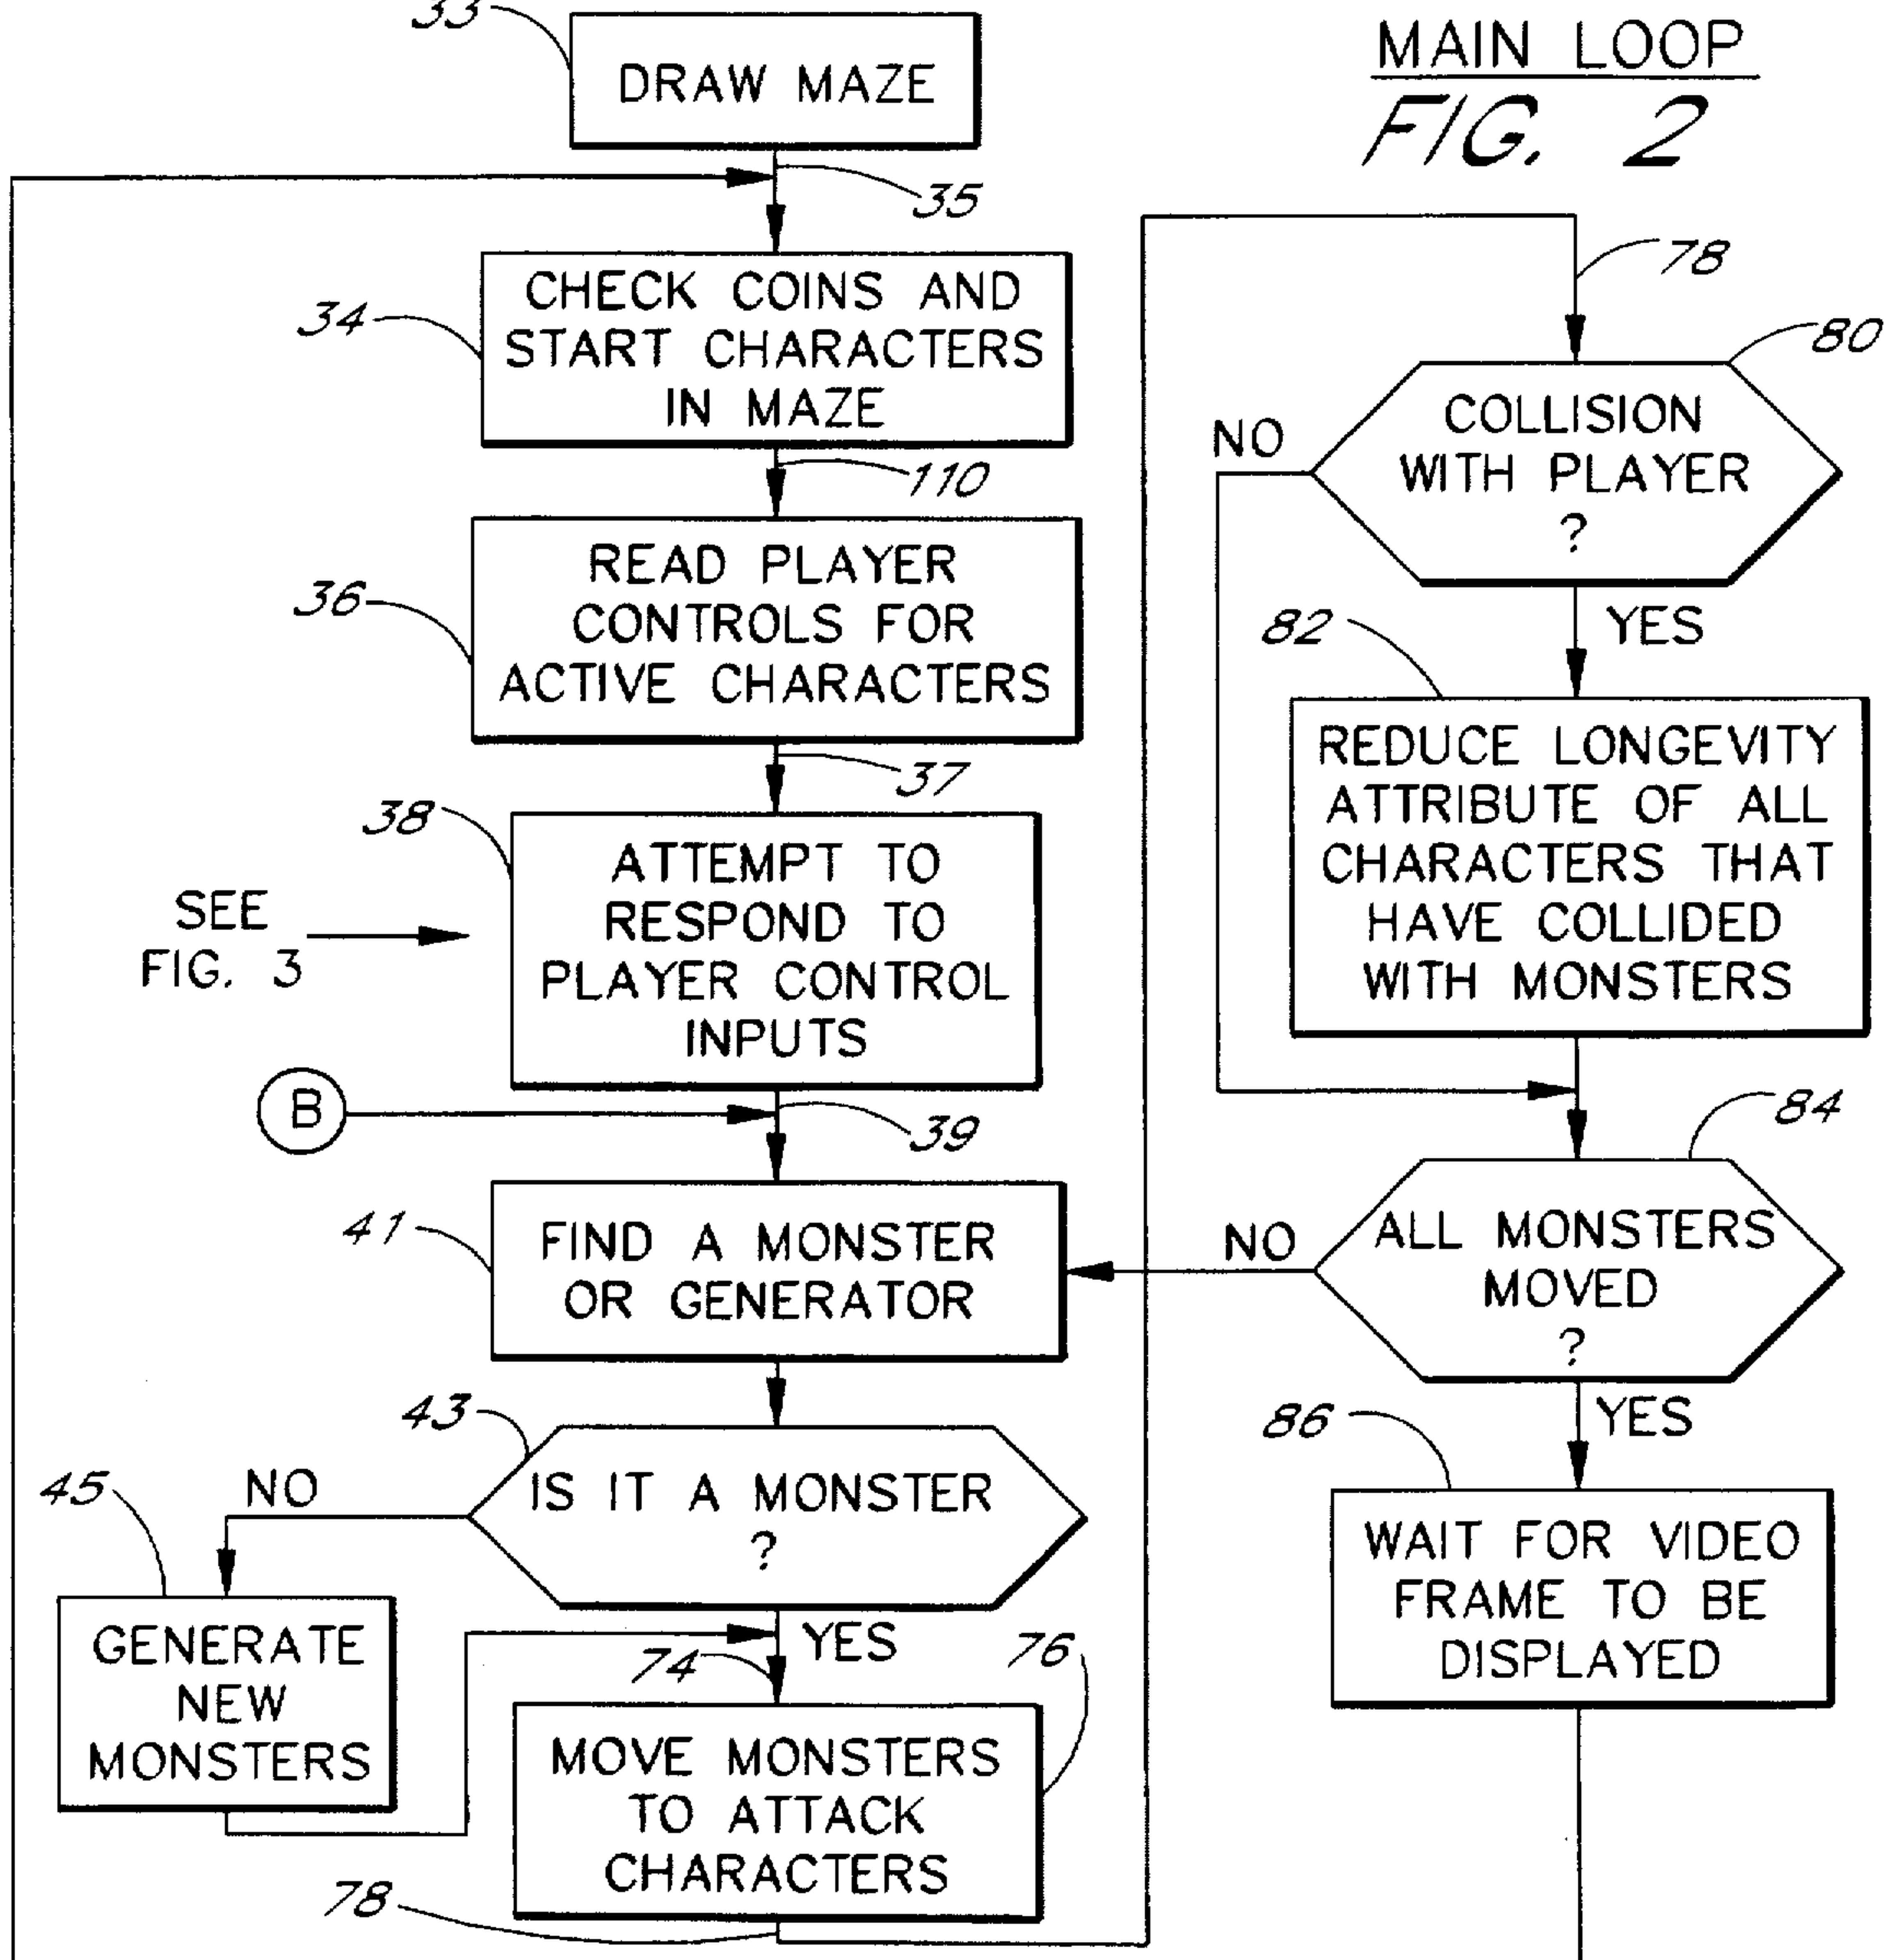 33
DRAW MAZE
MAIN LOOP
FIG. 2
35
34
CHECK COINS AND
START CHARACTERS
IN MAZE
110
36
READ PLAYER
CONTROLS FOR
ACTIVE CHARACTERS
37
38
ATTEMPT TO
RESPOND TO
PLAYER CONTROL
INPUTS
SEE
FIG. 3
B
39
41
FIND A MONSTER
OR GENERATOR
43
IS IT A MONSTER
?
NO
45
GENERATE
NEW
MONSTERS
YES
74
76
MOVE MONSTERS
TO ATTACK
CHARACTERS
78
78
80
COLLISION
WITH PLAYER
?
NO
YES
82
REDUCE LONGEVITY
ATTRIBUTE OF ALL
CHARACTERS THAT
HAVE COLLIDED
WITH MONSTERS
84
ALL MONSTERS
MOVED
?
NO
YES
86
WAIT FOR VIDEO
FRAME TO BE
DISPLAYED